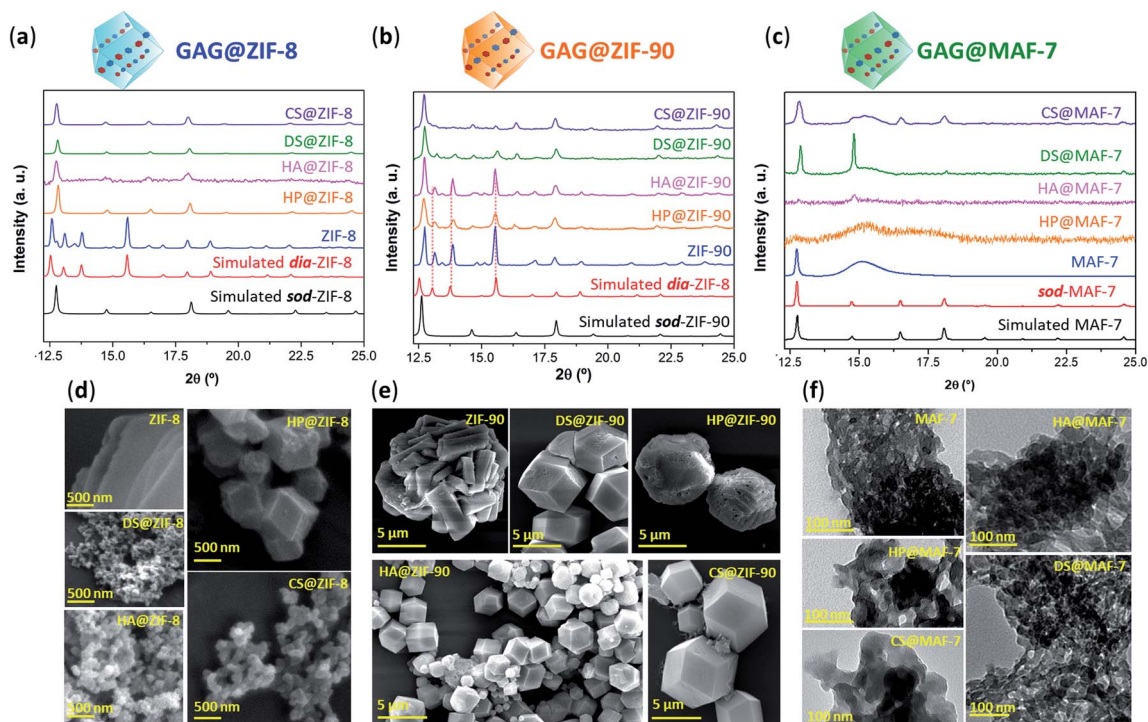 (a)
GAG@ZIF-8
Intensity (a. u.)
CS@ZIF-8
DS@ZIF-8
HA@ZIF-8
HP@ZIF-8
ZIF-8
Simulated dia-ZIF-8
Simulated sod-ZIF-8
12.5 15.0 17.5 20.0 22.5 25.0
2θ (º)
(b)
GAG@ZIF-90
Intensity (a. u.)
CS@ZIF-90
DS@ZIF-90
HA@ZIF-90
HP@ZIF-90
ZIF-90
Simulated dia-ZIF-8
Simulated sod-ZIF-90
12.5 15.0 17.5 20.0 22.5 25.0
2θ (º)
(c)
GAG@MAF-7
Intensity (a. u.)
CS@MAF-7
DS@MAF-7
HA@MAF-7
HP@MAF-7
MAF-7
sod-MAF-7
Simulated MAF-7
12.5 15.0 17.5 20.0 22.5 25.0
2θ (º)
(d)
ZIF-8
500 nm
HP@ZIF-8
500 nm
DS@ZIF-8
500 nm
HA@ZIF-8
500 nm
CS@ZIF-8
500 nm
(e)
ZIF-90
5 µm
DS@ZIF-90
5 µm
HP@ZIF-90
5 µm
HA@ZIF-90
5 µm
CS@ZIF-90
5 µm
(f)
MAF-7
100 nm
HA@MAF-7
100 nm
HP@MAF-7
100 nm
DS@MAF-7
100 nm
CS@MAF-7
100 nm